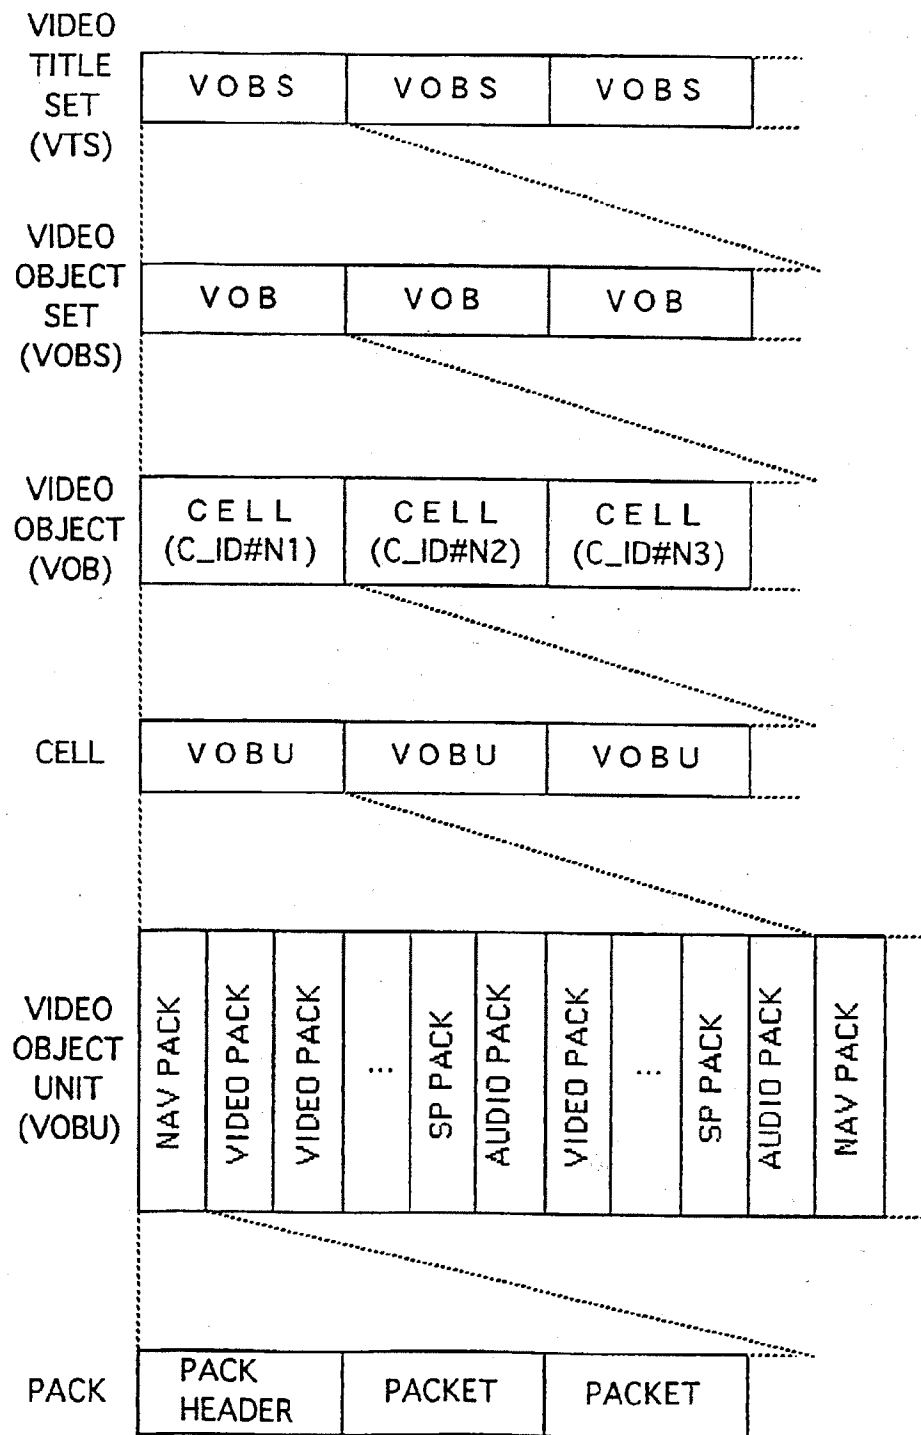 VIDEO
TITLE
SET
(VTS)
VOBS VOBS VOBS
VIDEO
OBJECT
SET
(VOBS)
VOB VOB VOB
VIDEO
OBJECT
(VOB)
CELL
(C_ID#N1)
CELL
(C_ID#N2)
CELL
(C_ID#N3)
CELL
VOBU VOBU VOBU
VIDEO
OBJECT
UNIT
(VOBU)
NAV PACK
VIDEO PACK
VIDEO PACK
...
SP PACK
AUDIO PACK
VIDEO PACK
...
SP PACK
AUDIO PACK
NAV PACK
PACK
PACK
HEADER
PACKET
PACKET